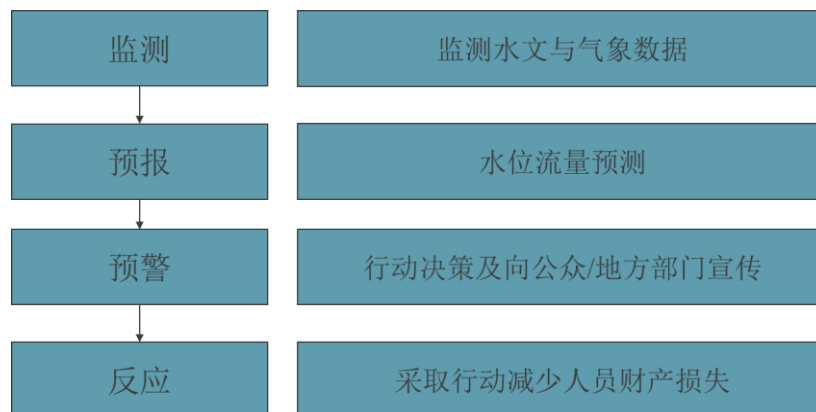 监测
监测水文与气象数据
预报
水位流量预测
预警
行动决策及向公众/地方部门宣传
反应
采取行动减少人员财产损失